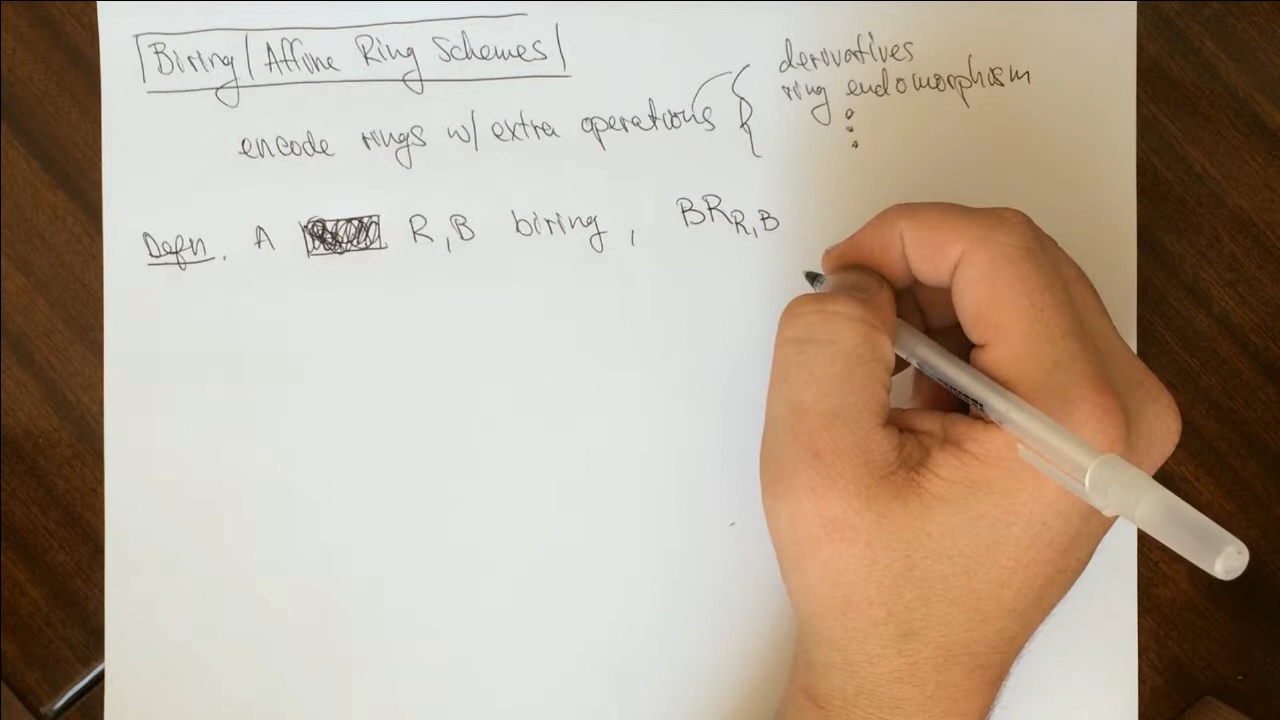 Biring / Affine Ring Schemes
derivatives
ring endomorphism
encode rings w/ extra operations
Defn. A R,B biring, BR_{R,B}